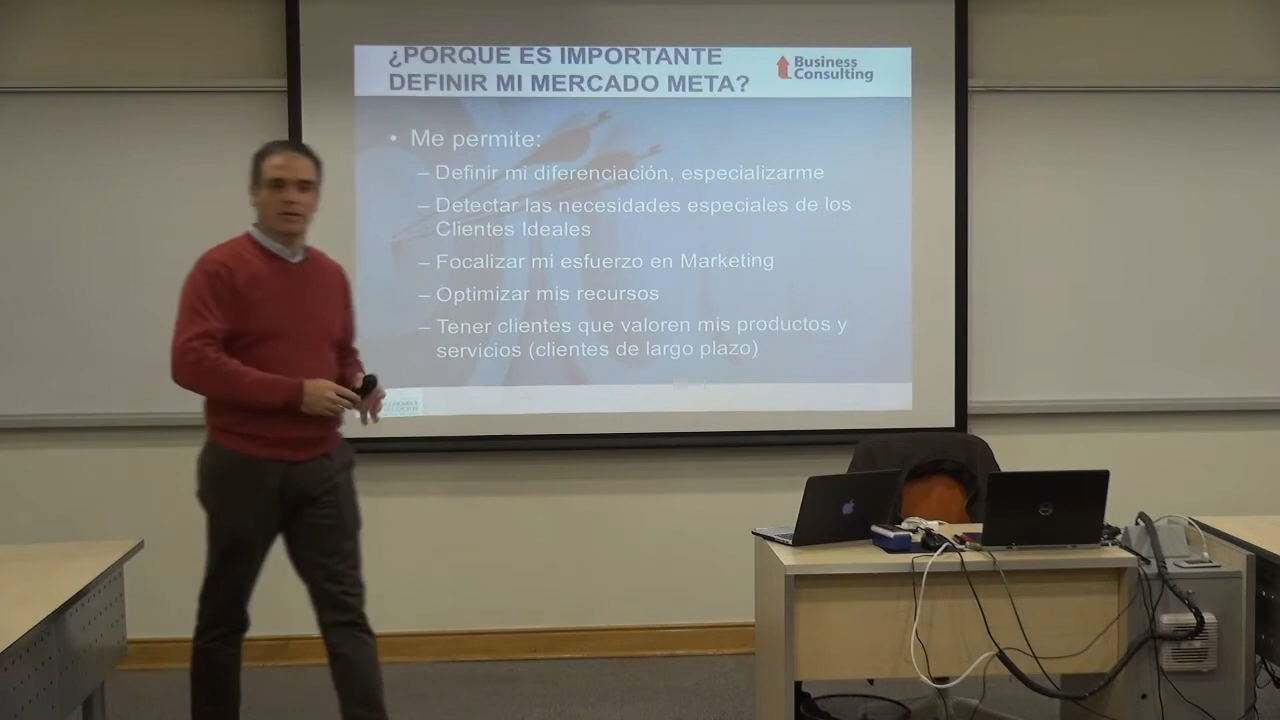 ¿PORQUE ES IMPORTANTE
DEFINIR MI MERCADO META?
Business
Consulting
• Me permite:
– Definir mi diferenciación, especializarme
– Detectar las necesidades especiales de los
Clientes Ideales
– Focalizar mi esfuerzo en Marketing
– Optimizar mis recursos
– Tener clientes que valoren mis productos y
servicios (clientes de largo plazo)